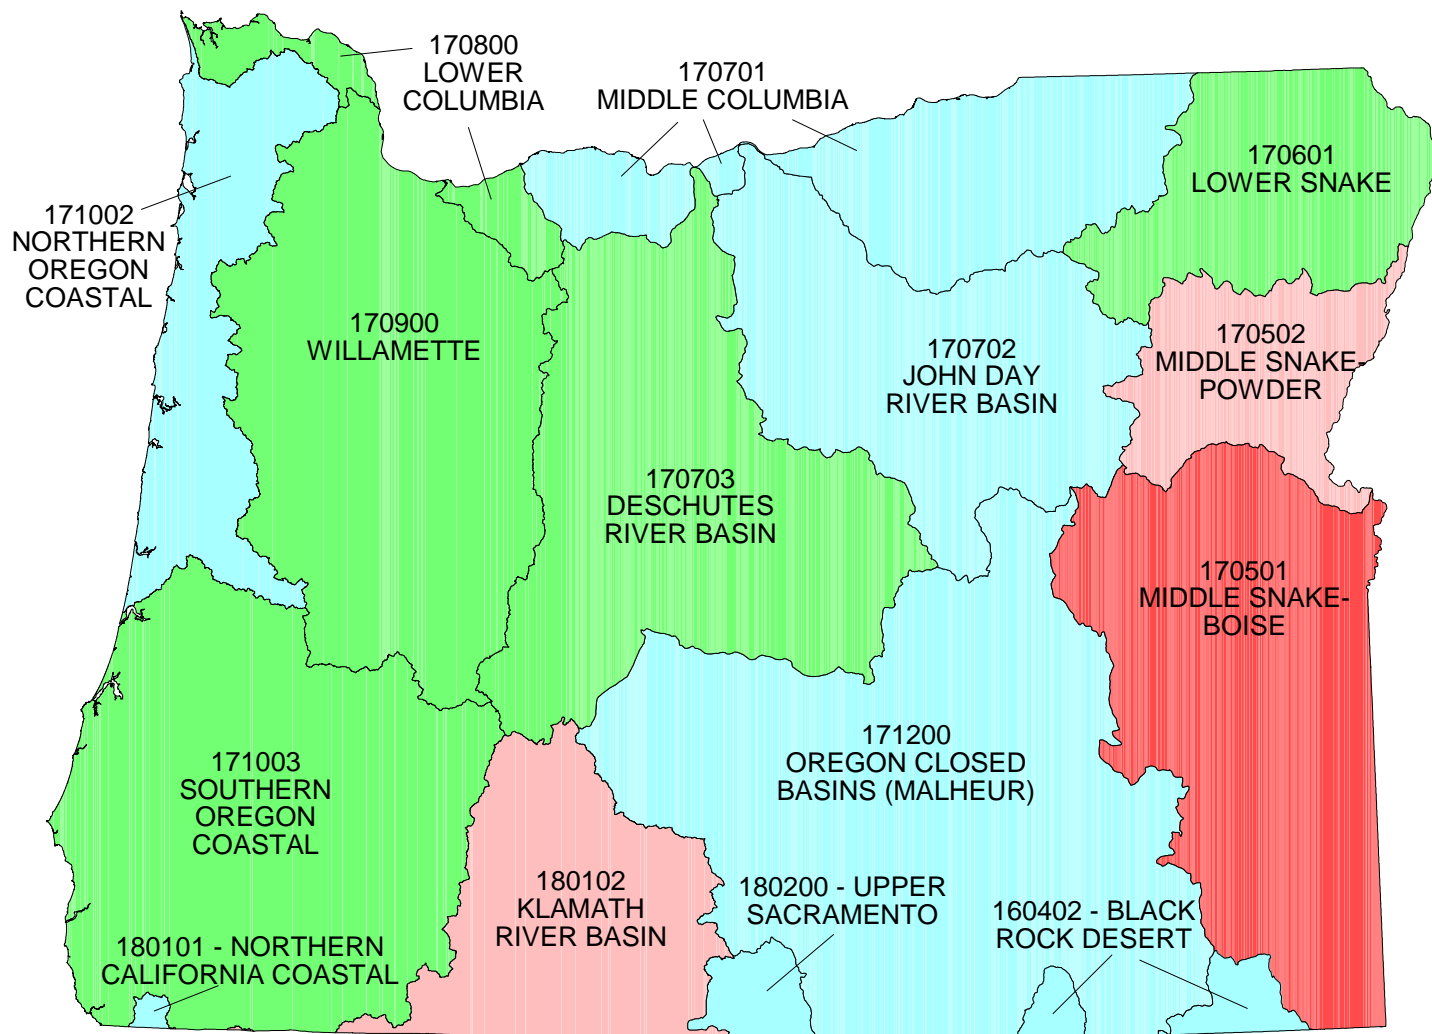 170800
LOWER
COLUMBIA
170701
MIDDLE COLUMBIA
170601
LOWER SNAKE
171002
NORTHERN
OREGON
COASTAL
170900
WILLAMETTE
170702
JOHN DAY
RIVER BASIN
170502
MIDDLE SNAKE-
POWDER
170703
DESCHUTES
RIVER BASIN
170501
MIDDLE SNAKE-
BOISE
171003
SOUTHERN
OREGON
COASTAL
171200
OREGON CLOSED
BASINS (MALHEUR)
180102
KLAMATH
RIVER BASIN
180200 - UPPER
SACRAMENTO
160402 - BLACK
ROCK DESERT
180101 - NORTHERN
CALIFORNIA COASTAL